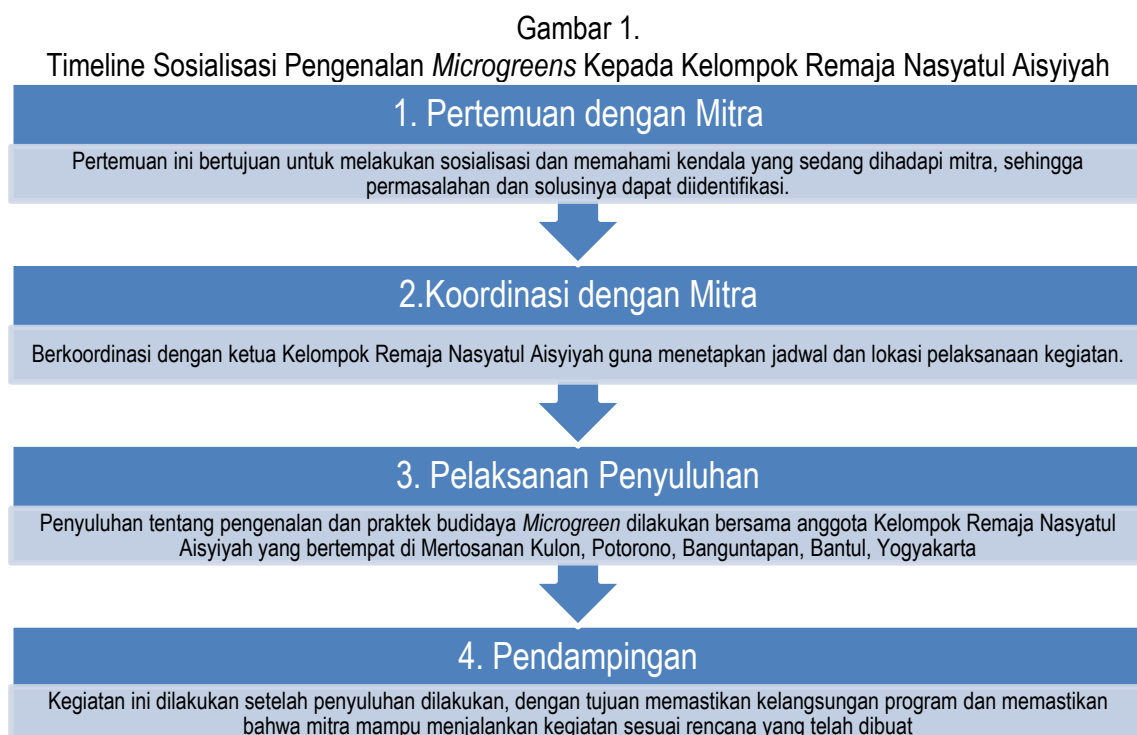 Gambar 1.
Timeline Sosialisasi Pengenalan Microgreens Kepada Kelompok Remaja Nasyatul Aisyiyah
1. Pertemuan dengan Mitra
Pertemuan ini bertujuan untuk melakukan sosialisasi dan memahami kendala yang sedang dihadapi mitra, sehingga
permasalahan dan solusinya dapat diidentifikasi.
2.Koordinasi dengan Mitra
Berkoordinasi dengan ketua Kelompok Remaja Nasyatul Aisyiyah guna menetapkan jadwal dan lokasi pelaksanaan kegiatan.
3. Pelaksanan Penyuluhan
Penyuluhan tentang pengenalan dan praktek budidaya Microgreen dilakukan bersama anggota Kelompok Remaja Nasyatul
Aisyiyah yang bertempat di Mertosanan Kulon, Potorono, Banguntapan, Bantul, Yogyakarta
4. Pendampingan
Kegiatan ini dilakukan setelah penyuluhan dilakukan, dengan tujuan memastikan kelangsungan program dan memastikan
bahwa mitra mampu menjalankan kegiatan sesuai rencana yang telah dibuat